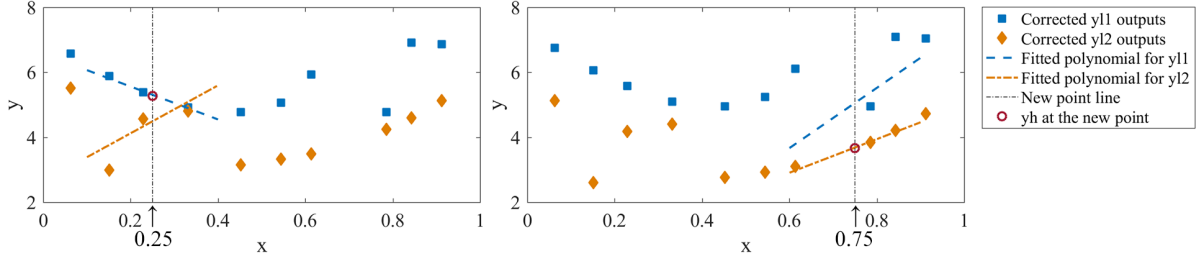 8
6
4
2
y
0
0.2
0.4
0.6
0.8
1
0.25
x
8
6
4
2
y
0
0.2
0.4
0.6
0.8
1
0.75
x
Corrected yl1 outputs
Corrected yl2 outputs
Fitted polynomial for yl1
Fitted polynomial for yl2
New point line
yh at the new point